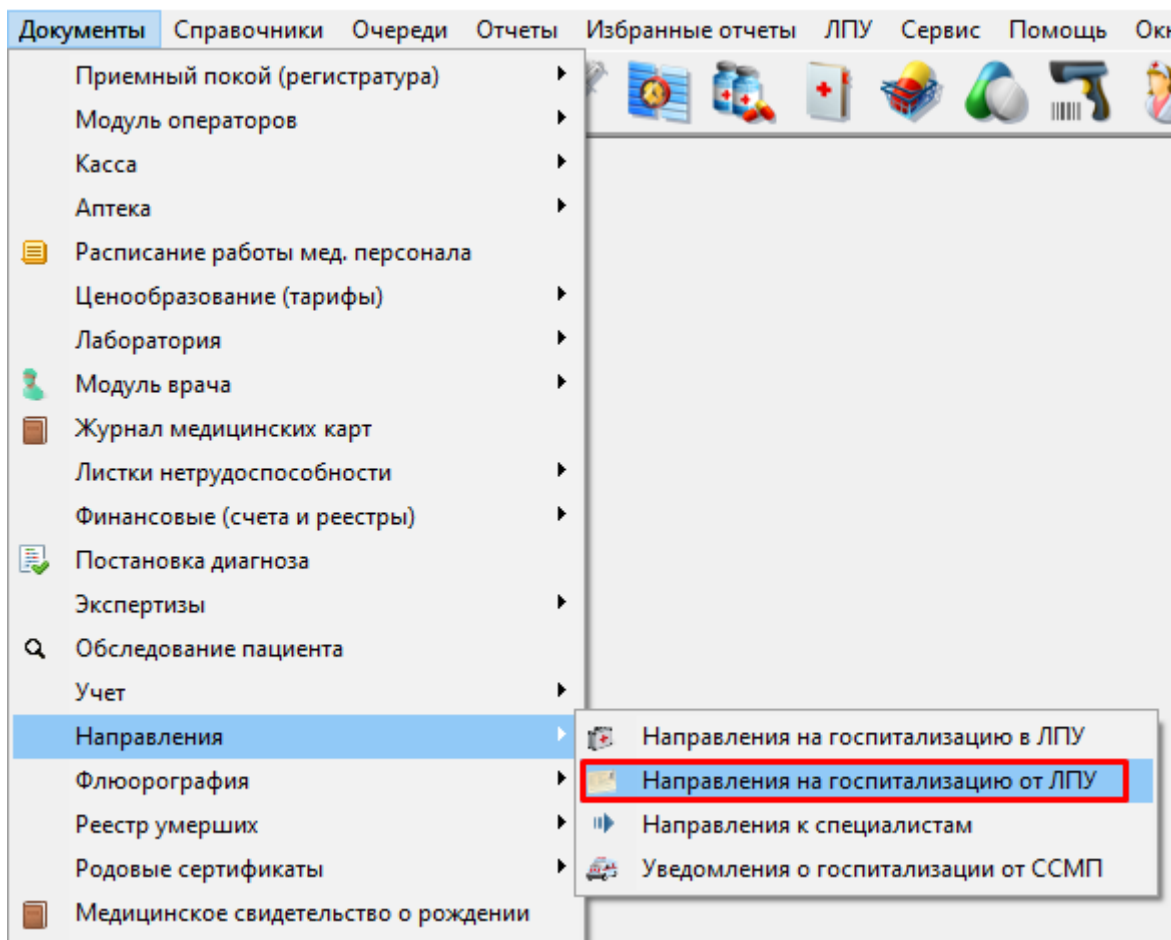 Документы Справочники Очереди Отчеты Избранные отчеты ЛПУ Сервис Помощь
Приемный покой (регистратура)
Модуль операторов
Касса
Аптека
Расписание работы мед. персонала
Ценообразование (тарифы)
Лаборатория
Модуль врача
Журнал медицинских карт
Листки нетрудоспособности
Финансовые (счета и реестры)
Постановка диагноза
Экспертизы
Обследование пациента
Учет
Направления
Флюорография
Реестр умерших
Родовые сертификаты
Медицинское свидетельство о рождении
Направления на госпитализацию в ЛПУ
Направления на госпитализацию от ЛПУ
Направления к специалистам
Уведомления о госпитализации от ССМП